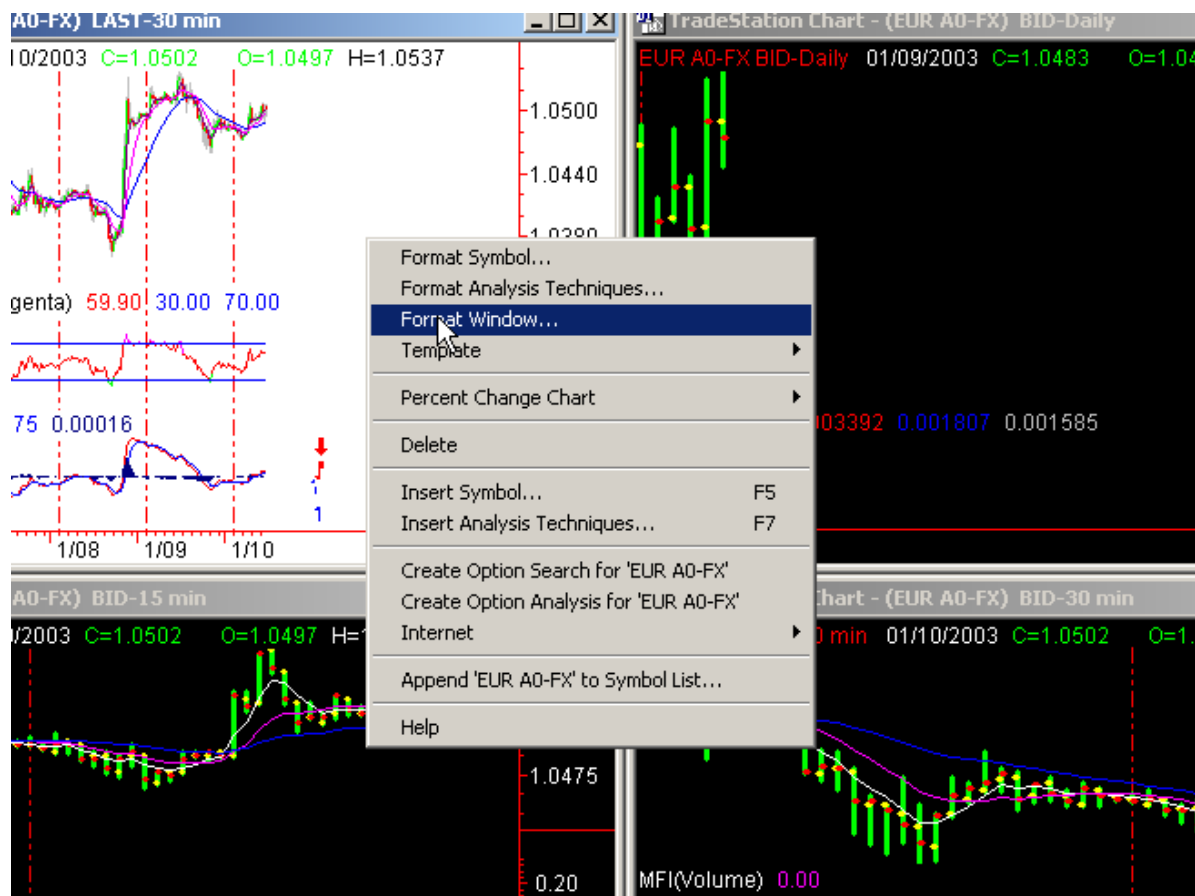 A0-FX) LAST-30 min
10/2003 C=1.0502 O=1.0497 H=1.0537
1.0500
1.0440
1.0380
genta) 59.90 30.00 70.00
75 0.00016
1
1/08 1/09 1/10
TradeStation Chart - (EUR A0-FX) BID-Daily
EUR A0-FX BID-Daily 01/09/2003 C=1.0483 O=1.04
003392 0.001807 0.001585
Format Symbol...
Format Analysis Techniques...
Format Window...
Template
Percent Change Chart
Delete
Insert Symbol... F5
Insert Analysis Techniques... F7
Create Option Search for 'EUR A0-FX'
Create Option Analysis for 'EUR A0-FX'
Internet
Append 'EUR A0-FX' to Symbol List...
Help
A0-FX) BID-15 min
/2003 C=1.0502 O=1.0497 H=
1.0475
0.20
Chart - (EUR A0-FX) BID-30 min
0 min 01/10/2003 C=1.0502 O=1.
MFI(Volume) 0.00